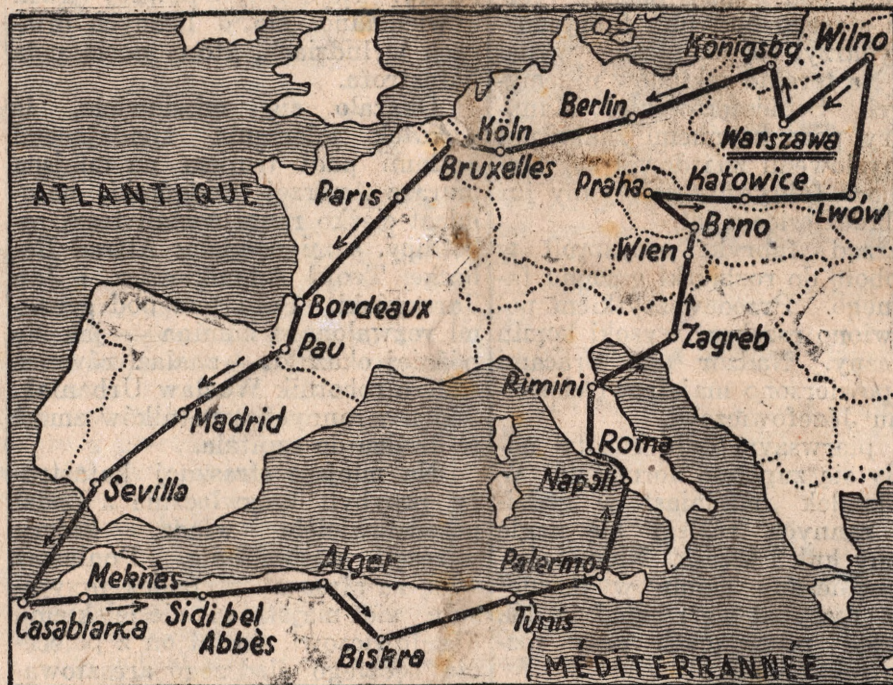 Königsbg.
Wilno
Berlin
Warszawa
Köln
Bruxelles
ATLANTIQUE
Paris
Praha
Katowice
Lwów
Brno
Wien
Bordeaux
Zagreb
Pau
Rimini
Madrid
Roma
Napoli
Sevilla
Alger
Palermo
Meknès
Casablanca
Sidi bel
Abbès
Tunis
Biskra
MÉDITERRANNÉE